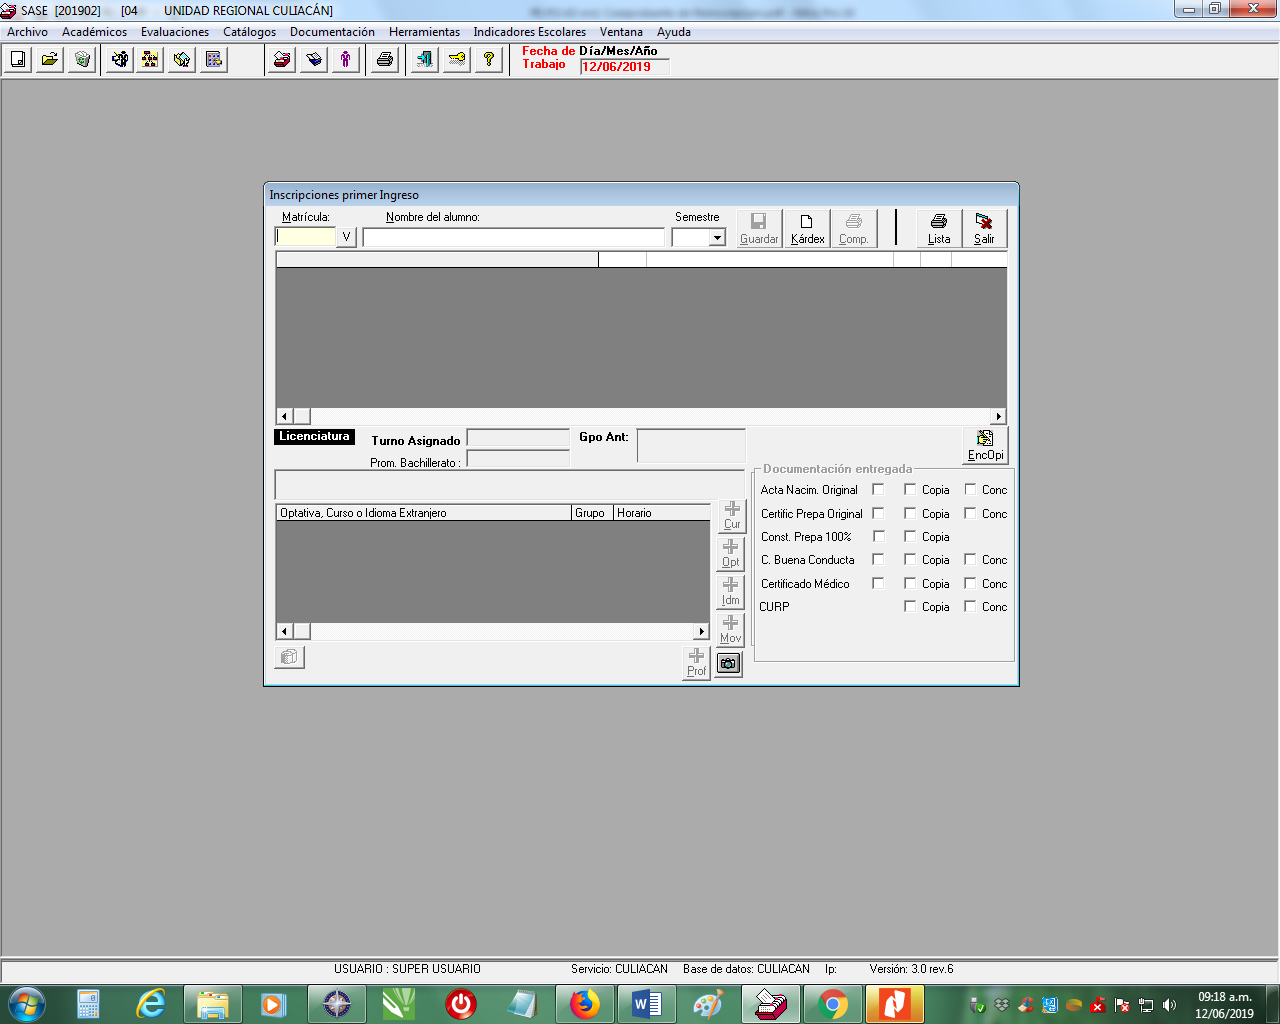 SASE [201902] [04 UNIDAD REGIONAL CULIACÁN]
Archivo Académicos Evaluaciones Catálogos Documentación Herramientas Indicadores Escolares Ventana Ayuda
Fecha de Día/Mes/Año
Trabajo 12/06/2019
Inscripciones primer Ingreso
Matrícula: Nombre del alumno: Semestre
V
Guardar Kárdex Comp. Lista Salir
Licenciatura Turno Asignado Gpo Ant:
Prom. Bachillerato :
EncOpi
Documentación entregada
Acta Nacim. Original Copia Conc
Certific Prepa Original Copia Conc
Const. Prepa 100% Copia
C. Buena Conducta Copia Conc
Certificado Médico Copia Conc
CURP Copia Conc
Optativa, Curso o Idioma Extranjero Grupo Horario
Cur
Opt
Idm
Mov
Prof
USUARIO : SUPER USUARIO Servicio: CULIACAN Base de datos: CULIACAN Ip: Versión: 3.0 rev.6
09:18 a.m.
12/06/2019